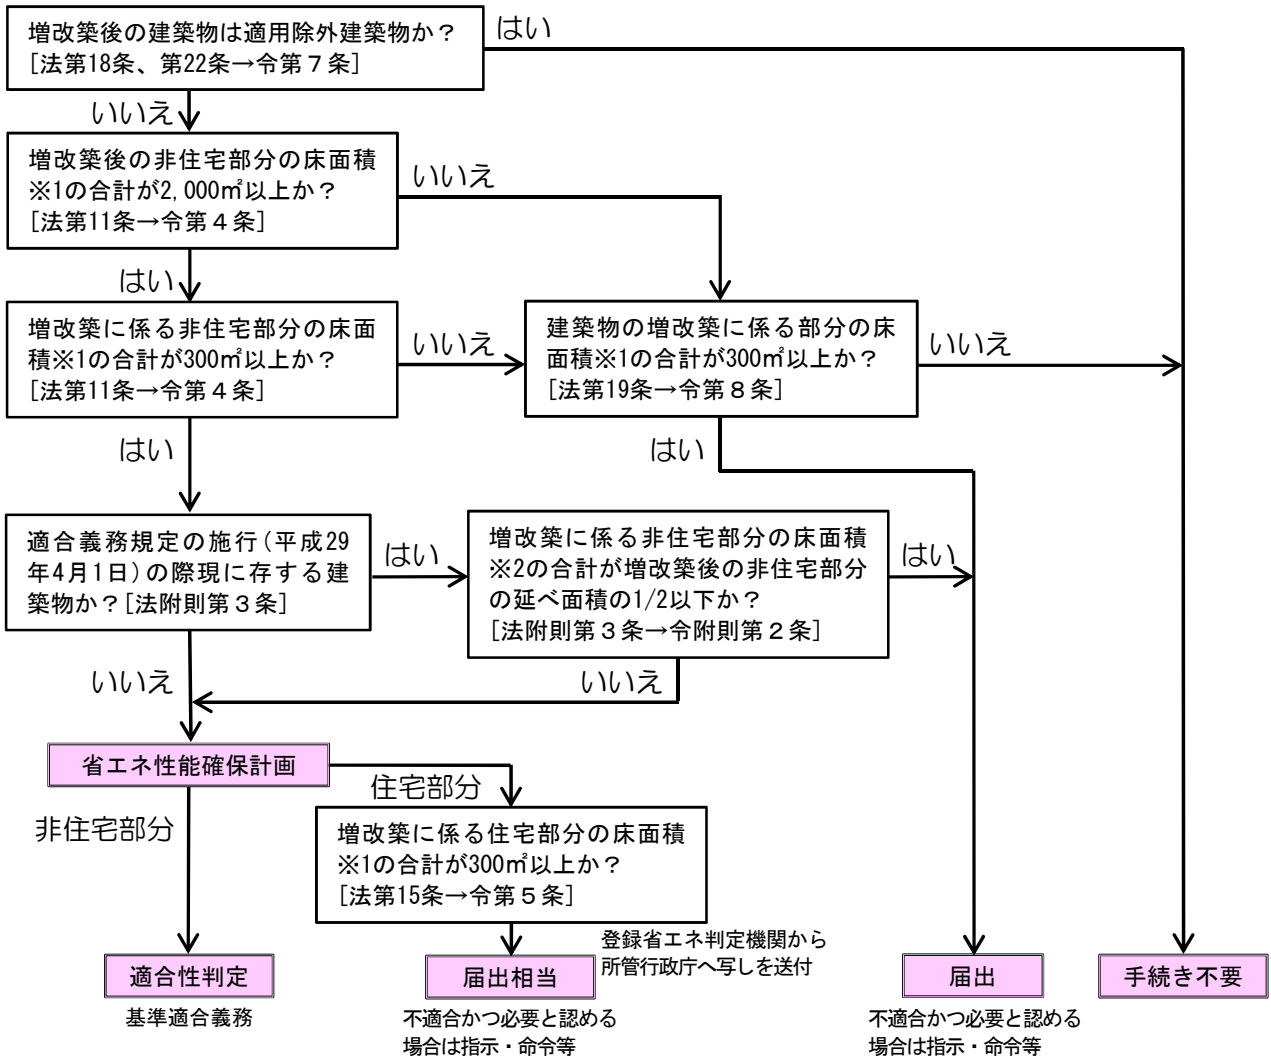 増改築後の建築物は適用除外建築物か？
[法第18条、第22条→令第７条]
はい
いいえ
増改築後の非住宅部分の床面積
※1の合計が2,000㎡以上か？
[法第11条→令第４条]
いいえ
はい
増改築に係る非住宅部分の床面
積※1の合計が300㎡以上か？
[法第11条→令第４条]
いいえ
建築物の増改築に係る部分の床
面積※1の合計が300㎡以上か？
[法第19条→令第８条]
いいえ
はい
はい
適合義務規定の施行(平成29
年4月1日)の際現に存する建
築物か？[法附則第３条]
はい
増改築に係る非住宅部分の床面積
※2の合計が増改築後の非住宅部分
の延べ面積の1/2以下か？
[法附則第３条→令附則第２条]
はい
いいえ
いいえ
省エネ性能確保計画
住宅部分
非住宅部分
増改築に係る住宅部分の床面積
※1の合計が300㎡以上か？
[法第15条→令第５条]
登録省エネ判定機関から
所管行政庁へ写しを送付
適合性判定
基準適合義務
届出相当
不適合かつ必要と認める
場合は指示・命令等
届出
不適合かつ必要と認める
場合は指示・命令等
手続き不要